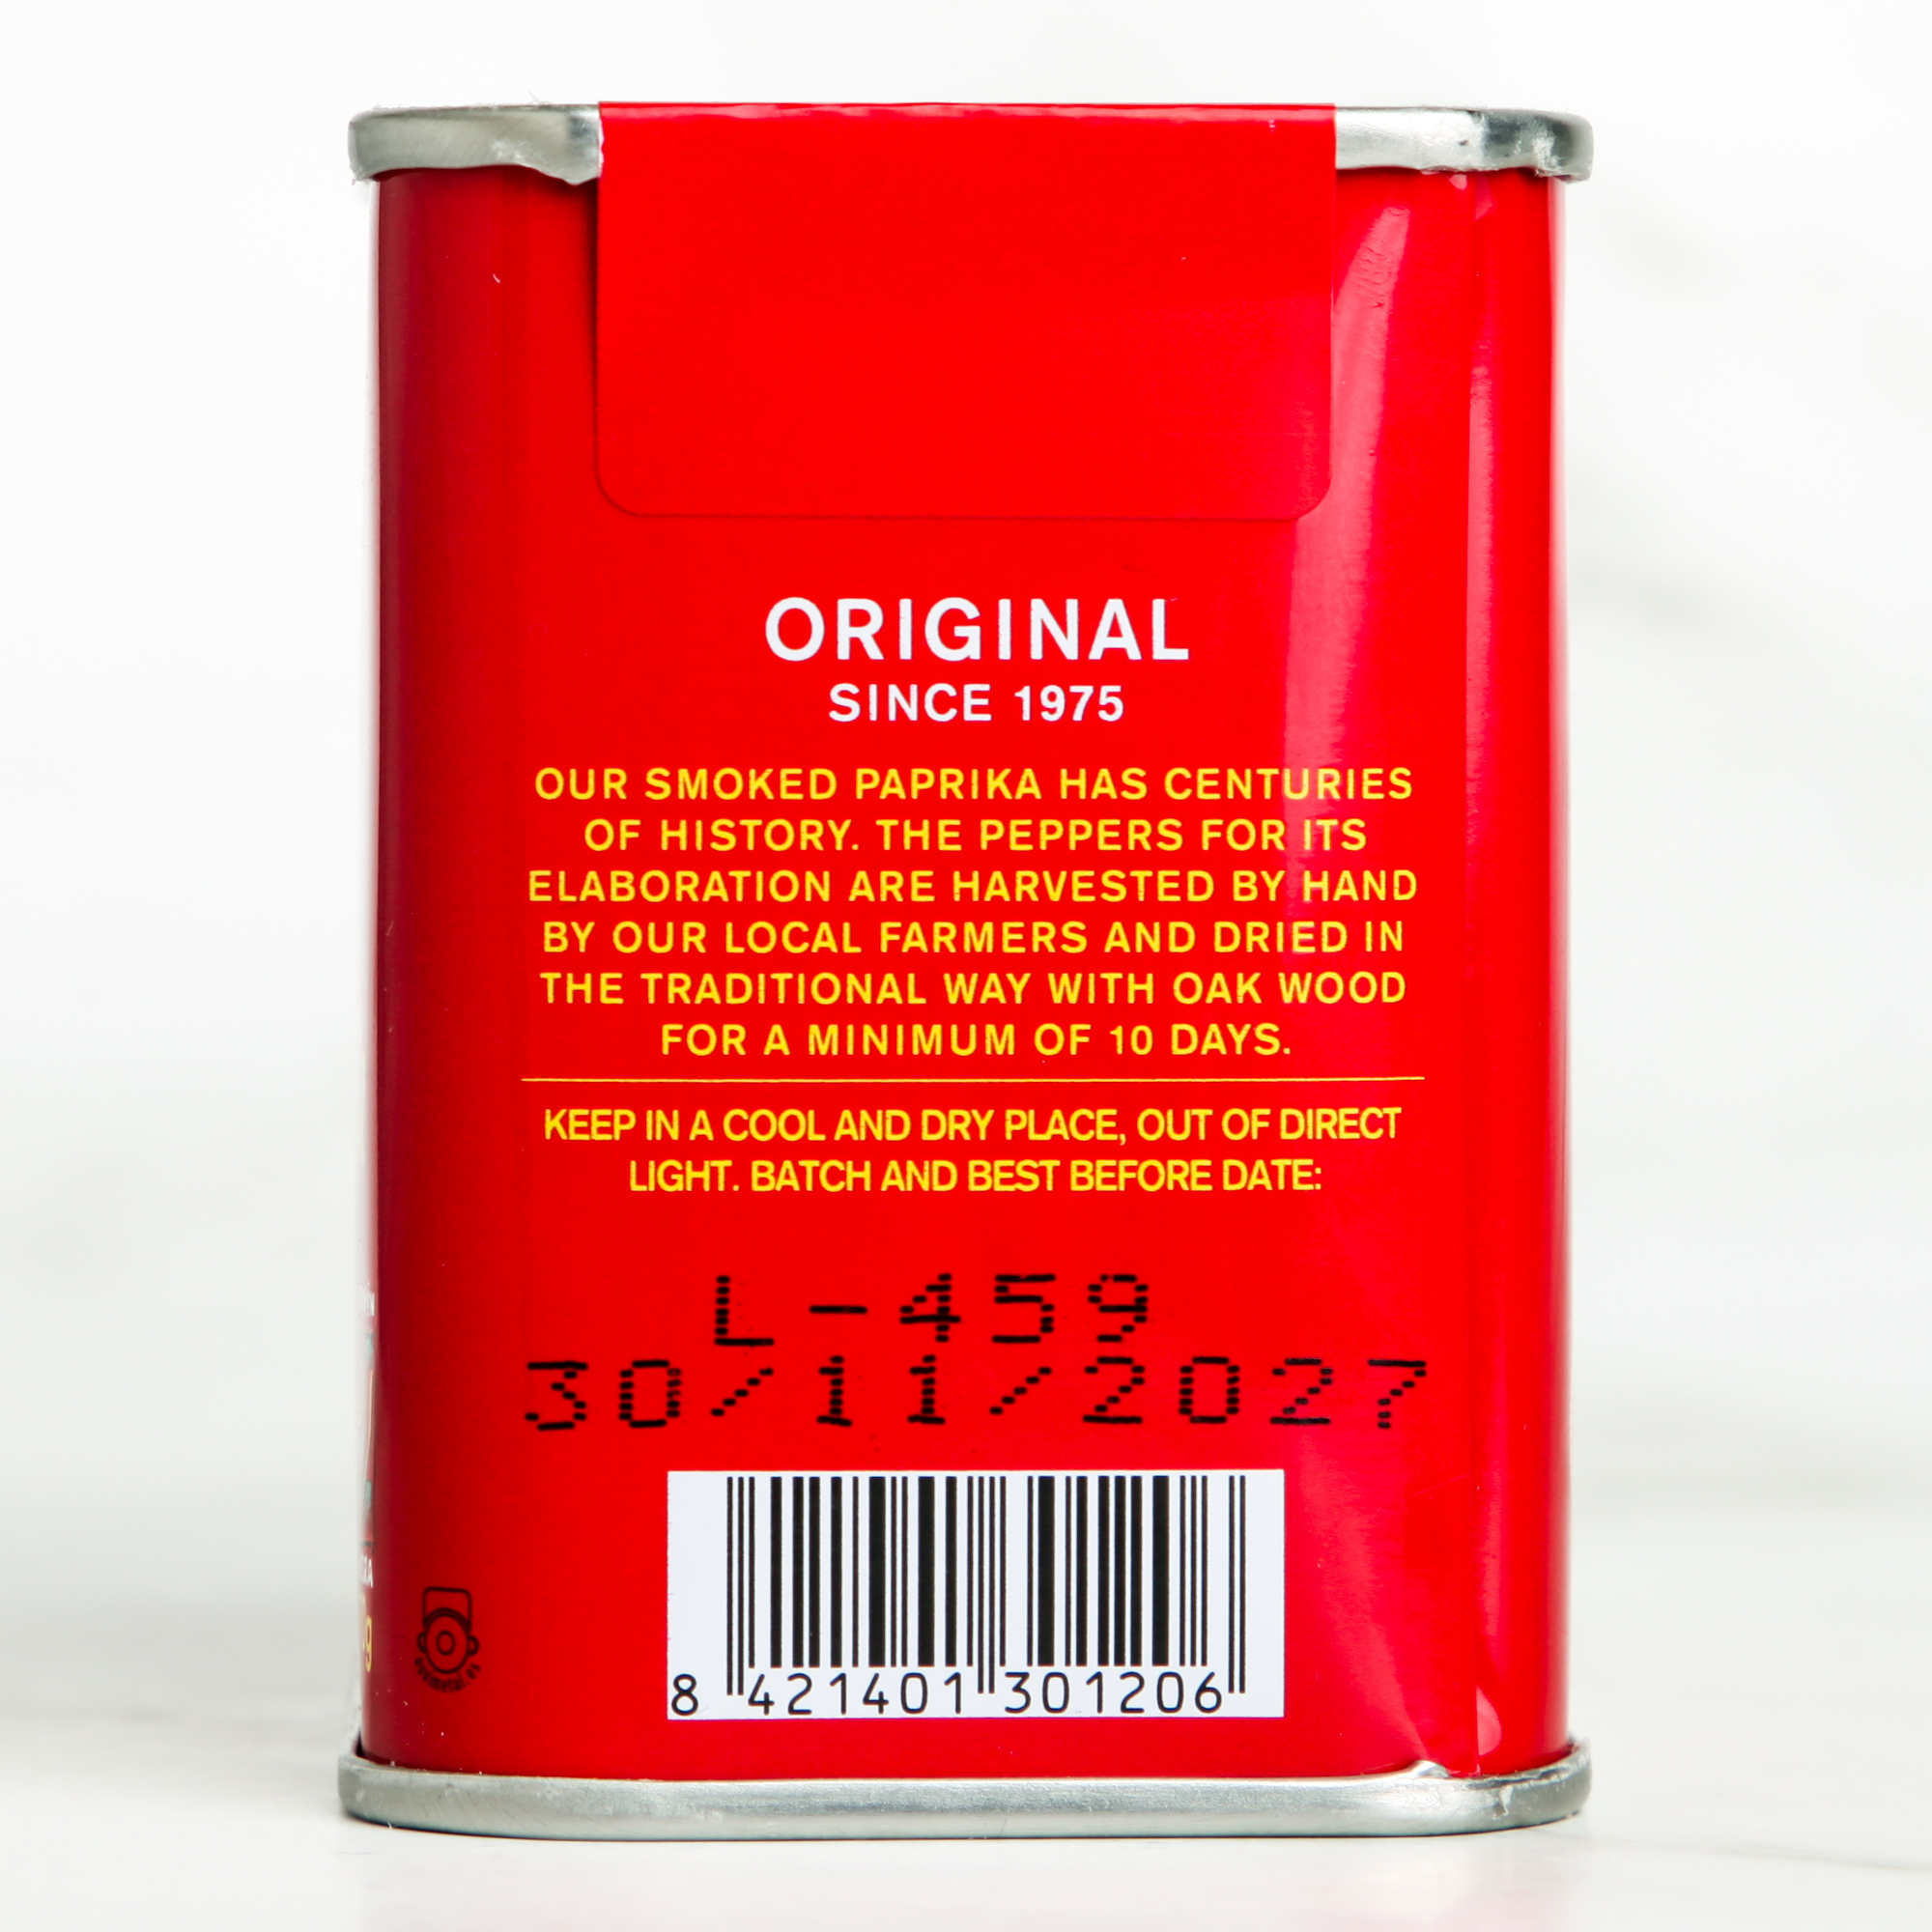 ORIGINAL
SINCE 1975
OUR SMOKED PAPRIKA HAS CENTURIES
OF HISTORY. THE PEPPERS FOR ITS
ELABORATION ARE HARVESTED BY HAND
BY OUR LOCAL FARMERS AND DRIED IN
THE TRADITIONAL WAY WITH OAK WOOD
FOR A MINIMUM OF 10 DAYS.
KEEP IN A COOL AND DRY PLACE, OUT OF DIRECT
LIGHT. BATCH AND BEST BEFORE DATE:
L-459
30/11/2027
8 421401 301206